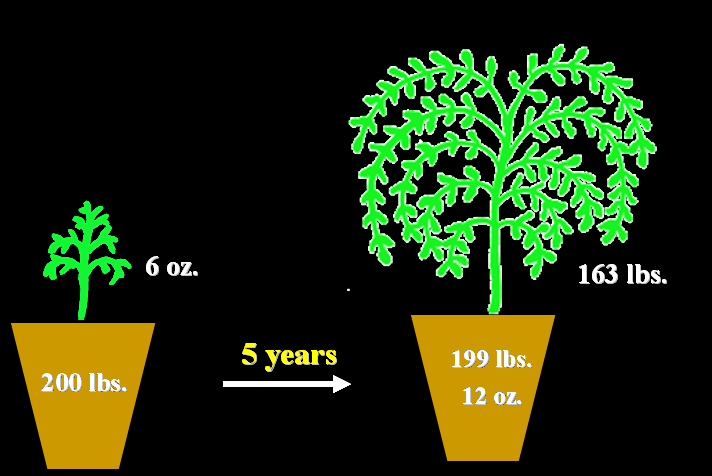 6 oz.
200 lbs.
5 years
163 lbs.
199 lbs.
12 oz.